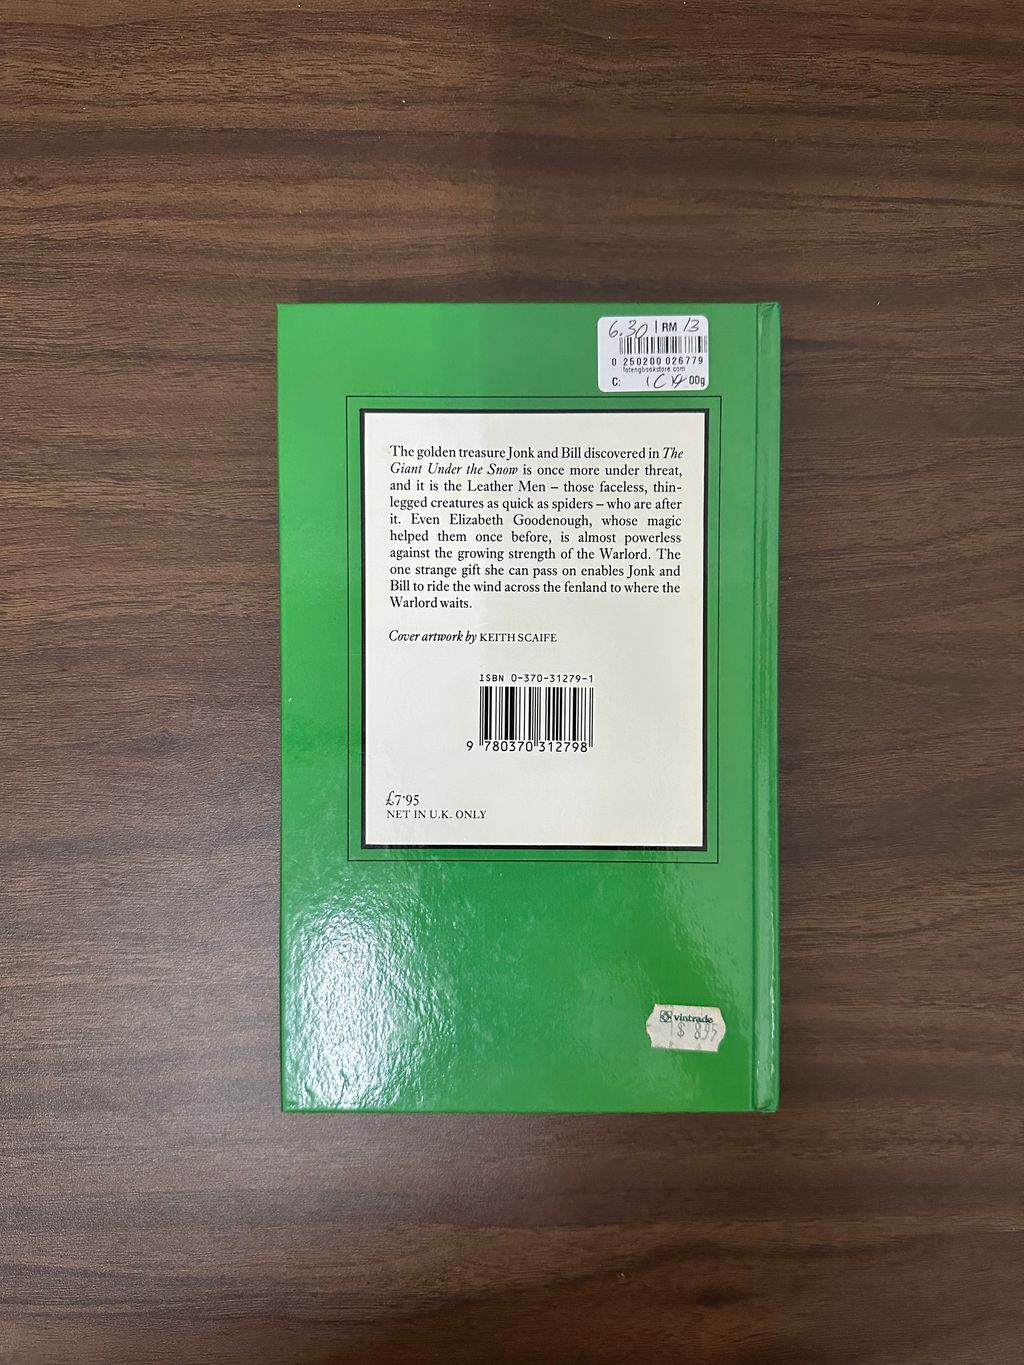 6.30 | RM 13
0 250200 026779
lotengbookstore.com
C: 00g
The golden treasure Jonk and Bill discovered in The
Giant Under the Snow is once more under threat,
and it is the Leather Men – those faceless, thin-
legged creatures as quick as spiders – who are after
it. Even Elizabeth Goodenough, whose magic
helped them once before, is almost powerless
against the growing strength of the Warlord. The
one strange gift she can pass on enables Jonk and
Bill to ride the wind across the fenland to where the
Warlord waits.
Cover artwork by KEITH SCAIFE
ISBN 0-370-31279-1
9 780370 312798
£7·95
NET IN U.K. ONLY
vintrade
$ 8.95